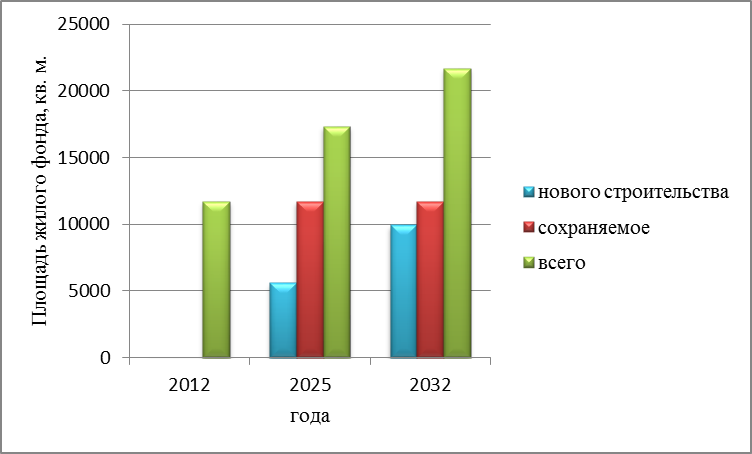 Площадь жилого фонда, кв. м.
25000
20000
15000
10000
5000
0
2012 2025 2032
года
нового строительства
сохраняемое
всего